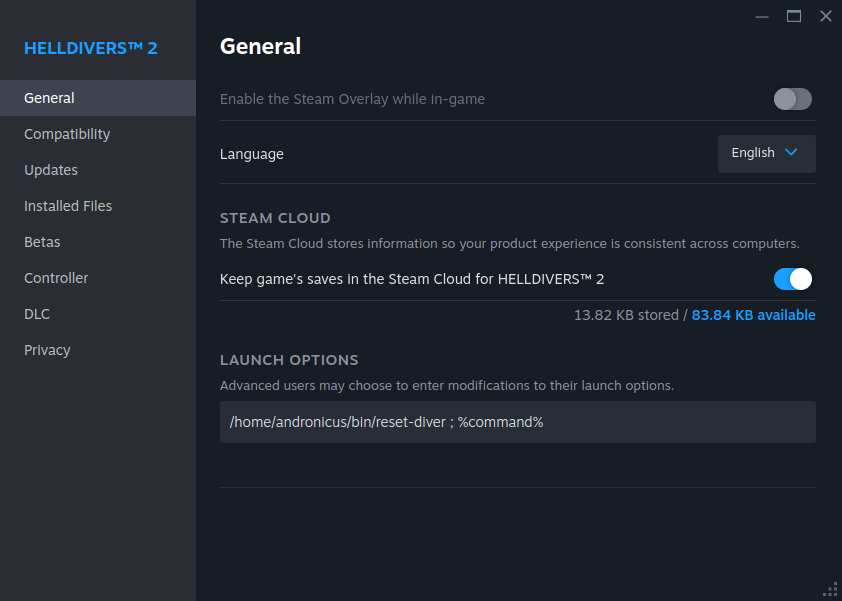 HELLDIVERS™ 2
General
Compatibility
Updates
Installed Files
Betas
Controller
DLC
Privacy
General
Enable the Steam Overlay while in-game
Language
English
STEAM CLOUD
The Steam Cloud stores information so your product experience is consistent across computers.
Keep game's saves in the Steam Cloud for HELLDIVERS™ 2
13.82 KB stored / 83.84 KB available
LAUNCH OPTIONS
Advanced users may choose to enter modifications to their launch options.
/home/andronicus/bin/reset-diver ; %command%